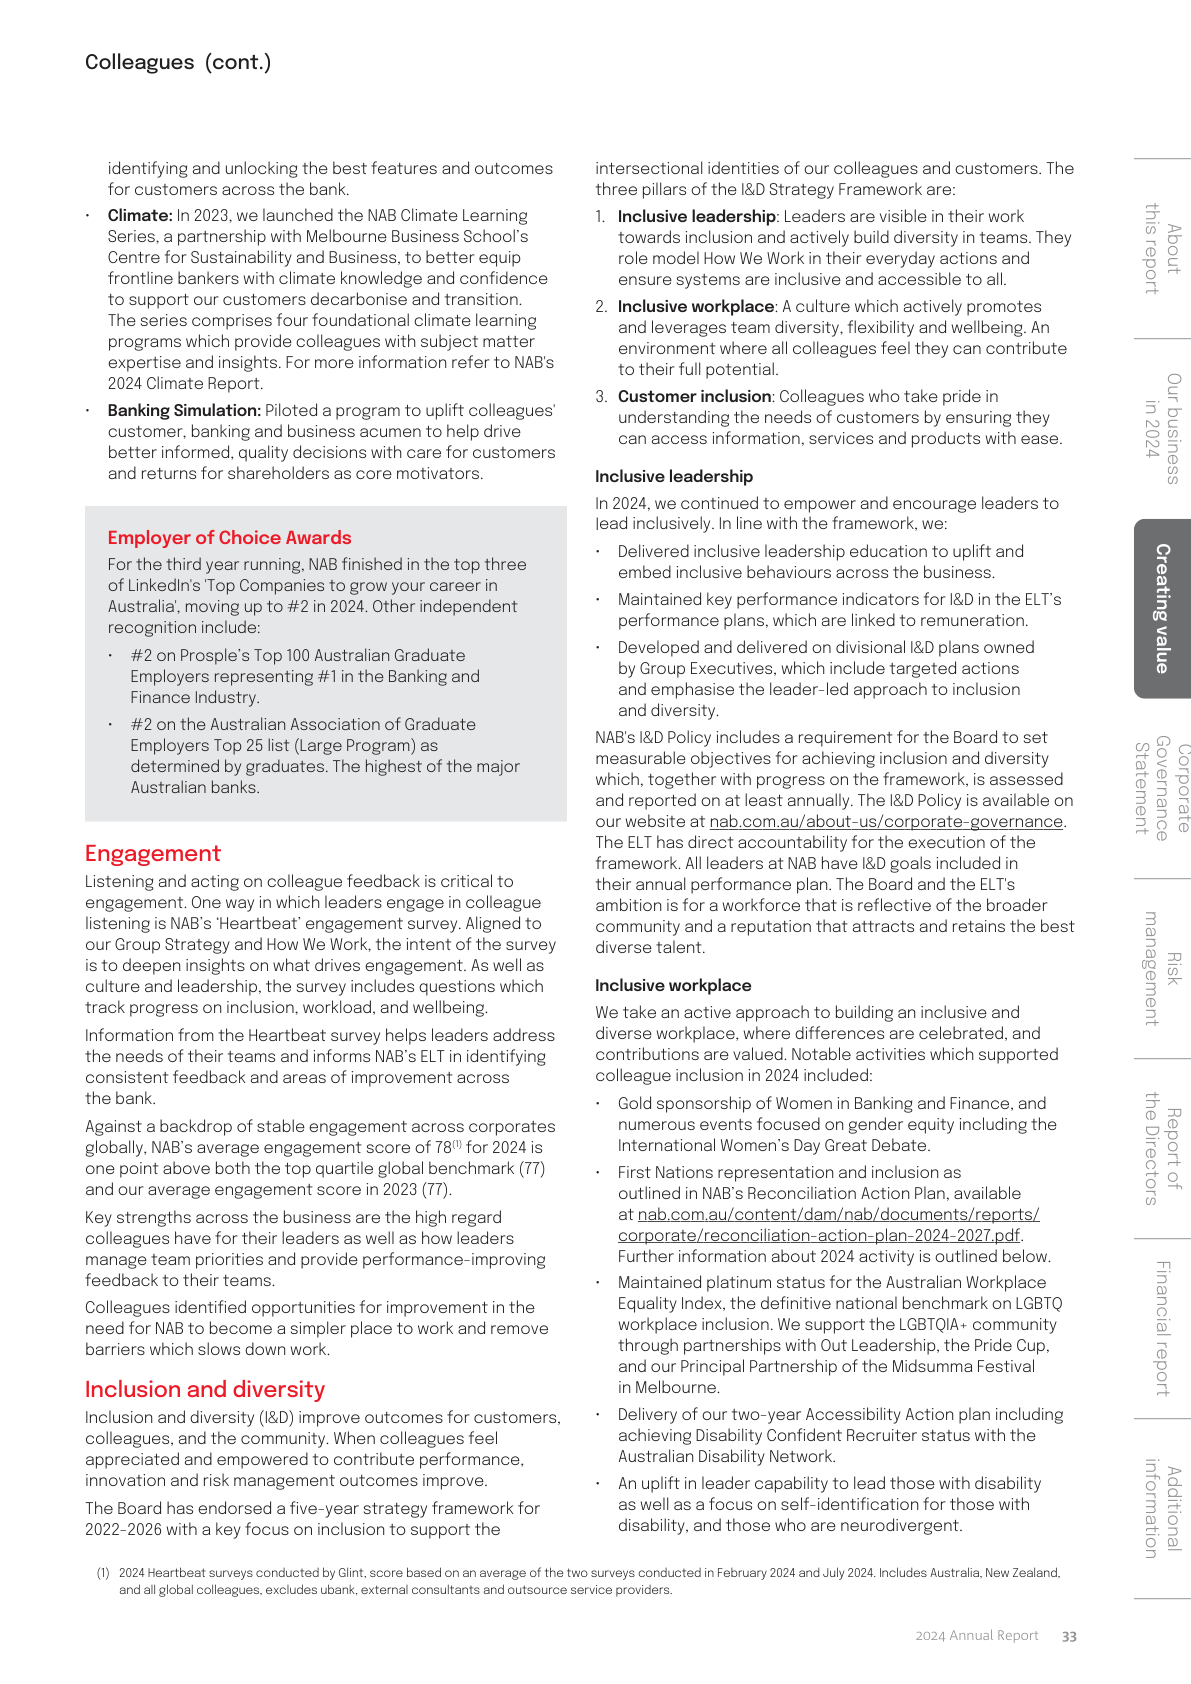 Colleagues (cont.)
identifying and unlocking the best features and outcomes
for customers across the bank.
· Climate: In 2023, we launched the NAB Climate Learning
Series, a partnership with Melbourne Business School’s
Centre for Sustainability and Business, to better equip
frontline bankers with climate knowledge and confidence
to support our customers decarbonise and transition.
The series comprises four foundational climate learning
programs which provide colleagues with subject matter
expertise and insights. For more information refer to NAB's
2024 Climate Report.
· Banking Simulation: Piloted a program to uplift colleagues'
customer, banking and business acumen to help drive
better informed, quality decisions with care for customers
and returns for shareholders as core motivators.
Employer of Choice Awards
For the third year running, NAB finished in the top three
of LinkedIn's 'Top Companies to grow your career in
Australia', moving up to #2 in 2024. Other independent
recognition include:
· #2 on Prosple’s Top 100 Australian Graduate
Employers representing #1 in the Banking and
Finance Industry.
· #2 on the Australian Association of Graduate
Employers Top 25 list (Large Program) as
determined by graduates. The highest of the major
Australian banks.
Engagement
Listening and acting on colleague feedback is critical to
engagement. One way in which leaders engage in colleague
listening is NAB’s ‘Heartbeat’ engagement survey. Aligned to
our Group Strategy and How We Work, the intent of the survey
is to deepen insights on what drives engagement. As well as
culture and leadership, the survey includes questions which
track progress on inclusion, workload, and wellbeing.
Information from the Heartbeat survey helps leaders address
the needs of their teams and informs NAB’s ELT in identifying
consistent feedback and areas of improvement across
the bank.
Against a backdrop of stable engagement across corporates
globally, NAB’s average engagement score of 78(1) for 2024 is
one point above both the top quartile global benchmark (77)
and our average engagement score in 2023 (77).
Key strengths across the business are the high regard
colleagues have for their leaders as well as how leaders
manage team priorities and provide performance-improving
feedback to their teams.
Colleagues identified opportunities for improvement in the
need for NAB to become a simpler place to work and remove
barriers which slows down work.
Inclusion and diversity
Inclusion and diversity (I&D) improve outcomes for customers,
colleagues, and the community. When colleagues feel
appreciated and empowered to contribute performance,
innovation and risk management outcomes improve.
The Board has endorsed a five-year strategy framework for
2022-2026 with a key focus on inclusion to support the
intersectional identities of our colleagues and customers. The
three pillars of the I&D Strategy Framework are:
1. Inclusive leadership: Leaders are visible in their work
towards inclusion and actively build diversity in teams. They
role model How We Work in their everyday actions and
ensure systems are inclusive and accessible to all.
2. Inclusive workplace: A culture which actively promotes
and leverages team diversity, flexibility and wellbeing. An
environment where all colleagues feel they can contribute
to their full potential.
3. Customer inclusion: Colleagues who take pride in
understanding the needs of customers by ensuring they
can access information, services and products with ease.
Inclusive leadership
In 2024, we continued to empower and encourage leaders to
lead inclusively. In line with the framework, we:
· Delivered inclusive leadership education to uplift and
embed inclusive behaviours across the business.
· Maintained key performance indicators for I&D in the ELT’s
performance plans, which are linked to remuneration.
· Developed and delivered on divisional I&D plans owned
by Group Executives, which include targeted actions
and emphasise the leader-led approach to inclusion
and diversity.
NAB's I&D Policy includes a requirement for the Board to set
measurable objectives for achieving inclusion and diversity
which, together with progress on the framework, is assessed
and reported on at least annually. The I&D Policy is available on
our website at nab.com.au/about-us/corporate-governance.
The ELT has direct accountability for the execution of the
framework. All leaders at NAB have I&D goals included in
their annual performance plan. The Board and the ELT's
ambition is for a workforce that is reflective of the broader
community and a reputation that attracts and retains the best
diverse talent.
Inclusive workplace
We take an active approach to building an inclusive and
diverse workplace, where differences are celebrated, and
contributions are valued. Notable activities which supported
colleague inclusion in 2024 included:
· Gold sponsorship of Women in Banking and Finance, and
numerous events focused on gender equity including the
International Women’s Day Great Debate.
· First Nations representation and inclusion as
outlined in NAB’s Reconciliation Action Plan, available
at nab.com.au/content/dam/nab/documents/reports/
corporate/reconciliation-action-plan-2024-2027.pdf.
Further information about 2024 activity is outlined below.
· Maintained platinum status for the Australian Workplace
Equality Index, the definitive national benchmark on LGBTQ
workplace inclusion. We support the LGBTQIA+ community
through partnerships with Out Leadership, the Pride Cup,
and our Principal Partnership of the Midsumma Festival
in Melbourne.
· Delivery of our two-year Accessibility Action plan including
achieving Disability Confident Recruiter status with the
Australian Disability Network.
· An uplift in leader capability to lead those with disability
as well as a focus on self-identification for those with
disability, and those who are neurodivergent.
(1) 2024 Heartbeat surveys conducted by Glint, score based on an average of the two surveys conducted in February 2024 and July 2024. Includes Australia, New Zealand,
and all global colleagues, excludes ubank, external consultants and outsource service providers.
2024 Annual Report 33
About
this report
Our business
in 2024
Creating value
Corporate
Governance
Statement
Risk
management
Report of
the Directors
Financial report
Additional
information